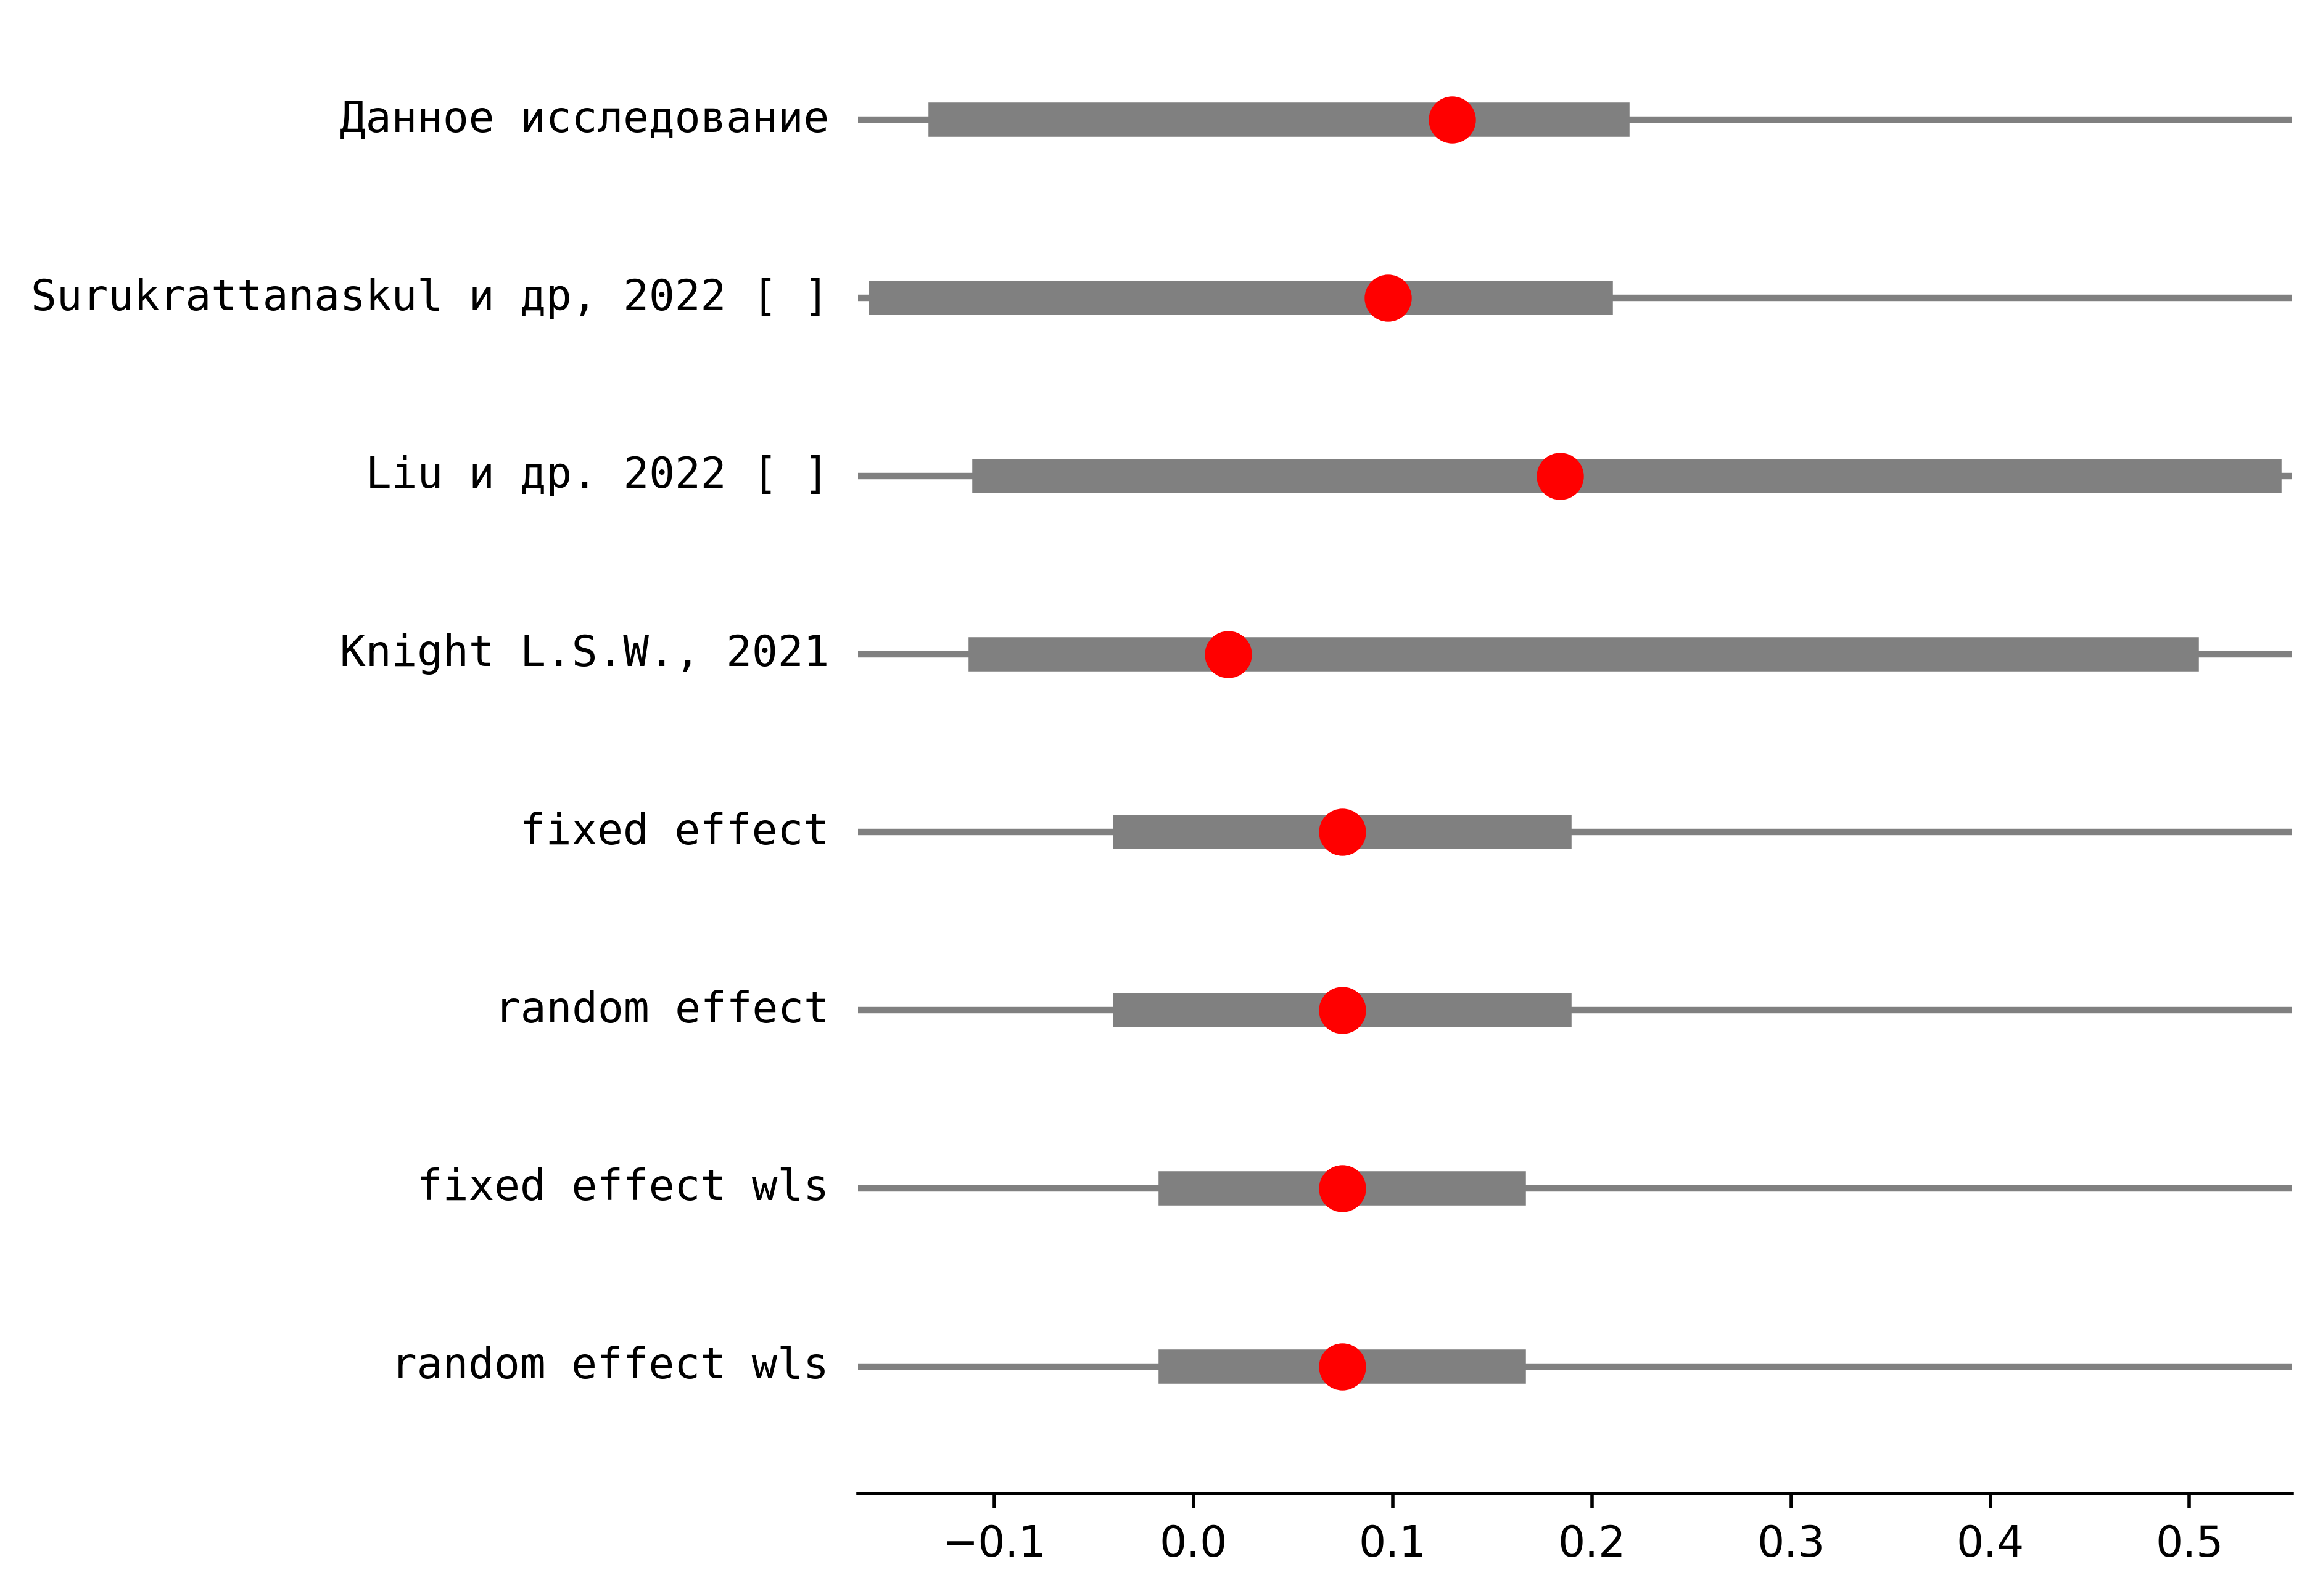 Данное исследование
Surukrattanaskul и др, 2022 [ ]
Liu и др. 2022 [ ]
Knight L.S.W., 2021
fixed effect
random effect
fixed effect wls
random effect wls
−0.1 0.0 0.1 0.2 0.3 0.4 0.5